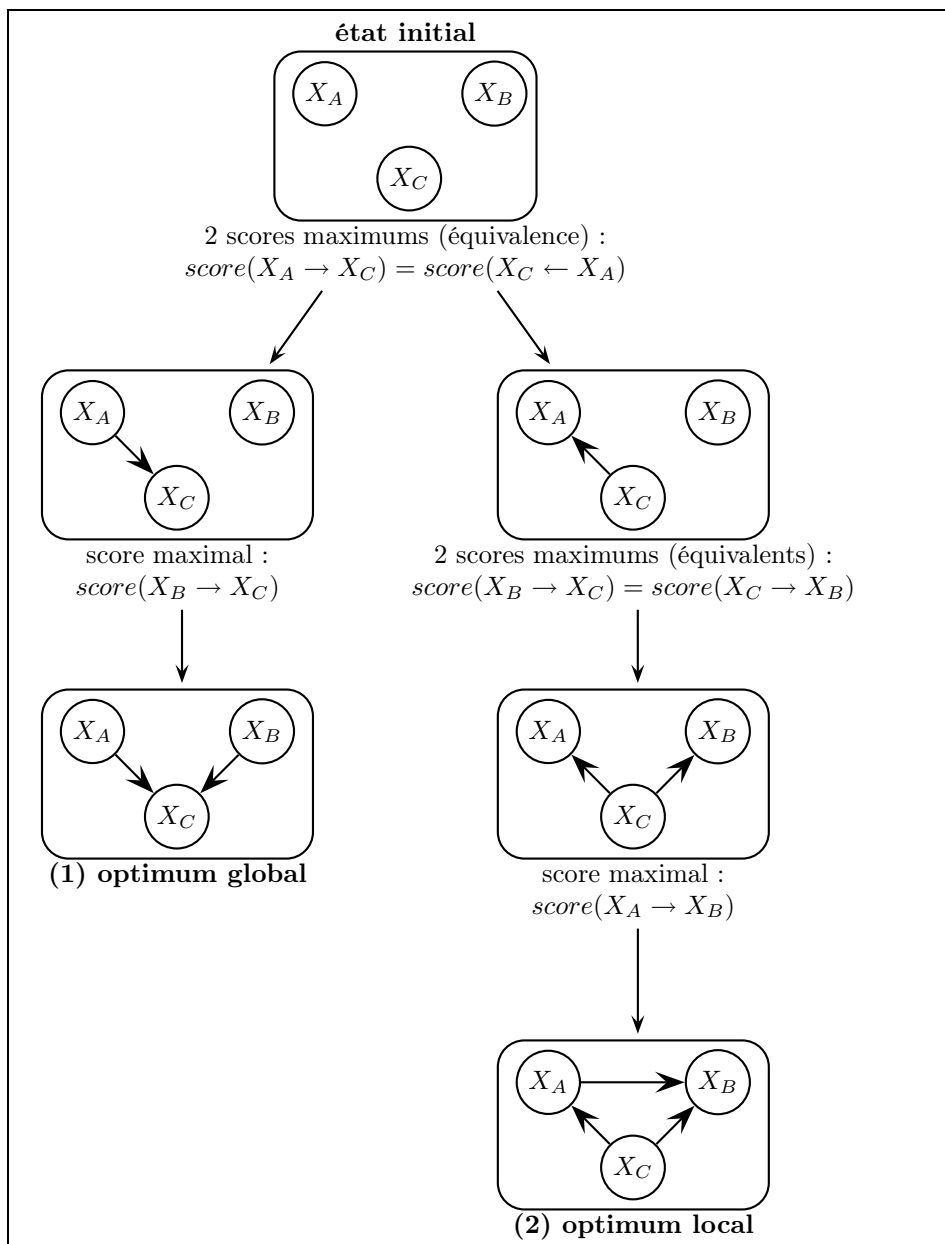 état initial
X_A X_B
X_C
2 scores maximums (équivalence) :
score(X_A → X_C) = score(X_C ← X_A)
X_A X_B
X_C
score maximal :
score(X_B → X_C)
X_A X_B
X_C
2 scores maximums (équivalents) :
score(X_B → X_C) = score(X_C → X_B)
X_A X_B
X_C
(1) optimum global
X_A X_B
X_C
score maximal :
score(X_A → X_B)
X_A X_B
X_C
(2) optimum local